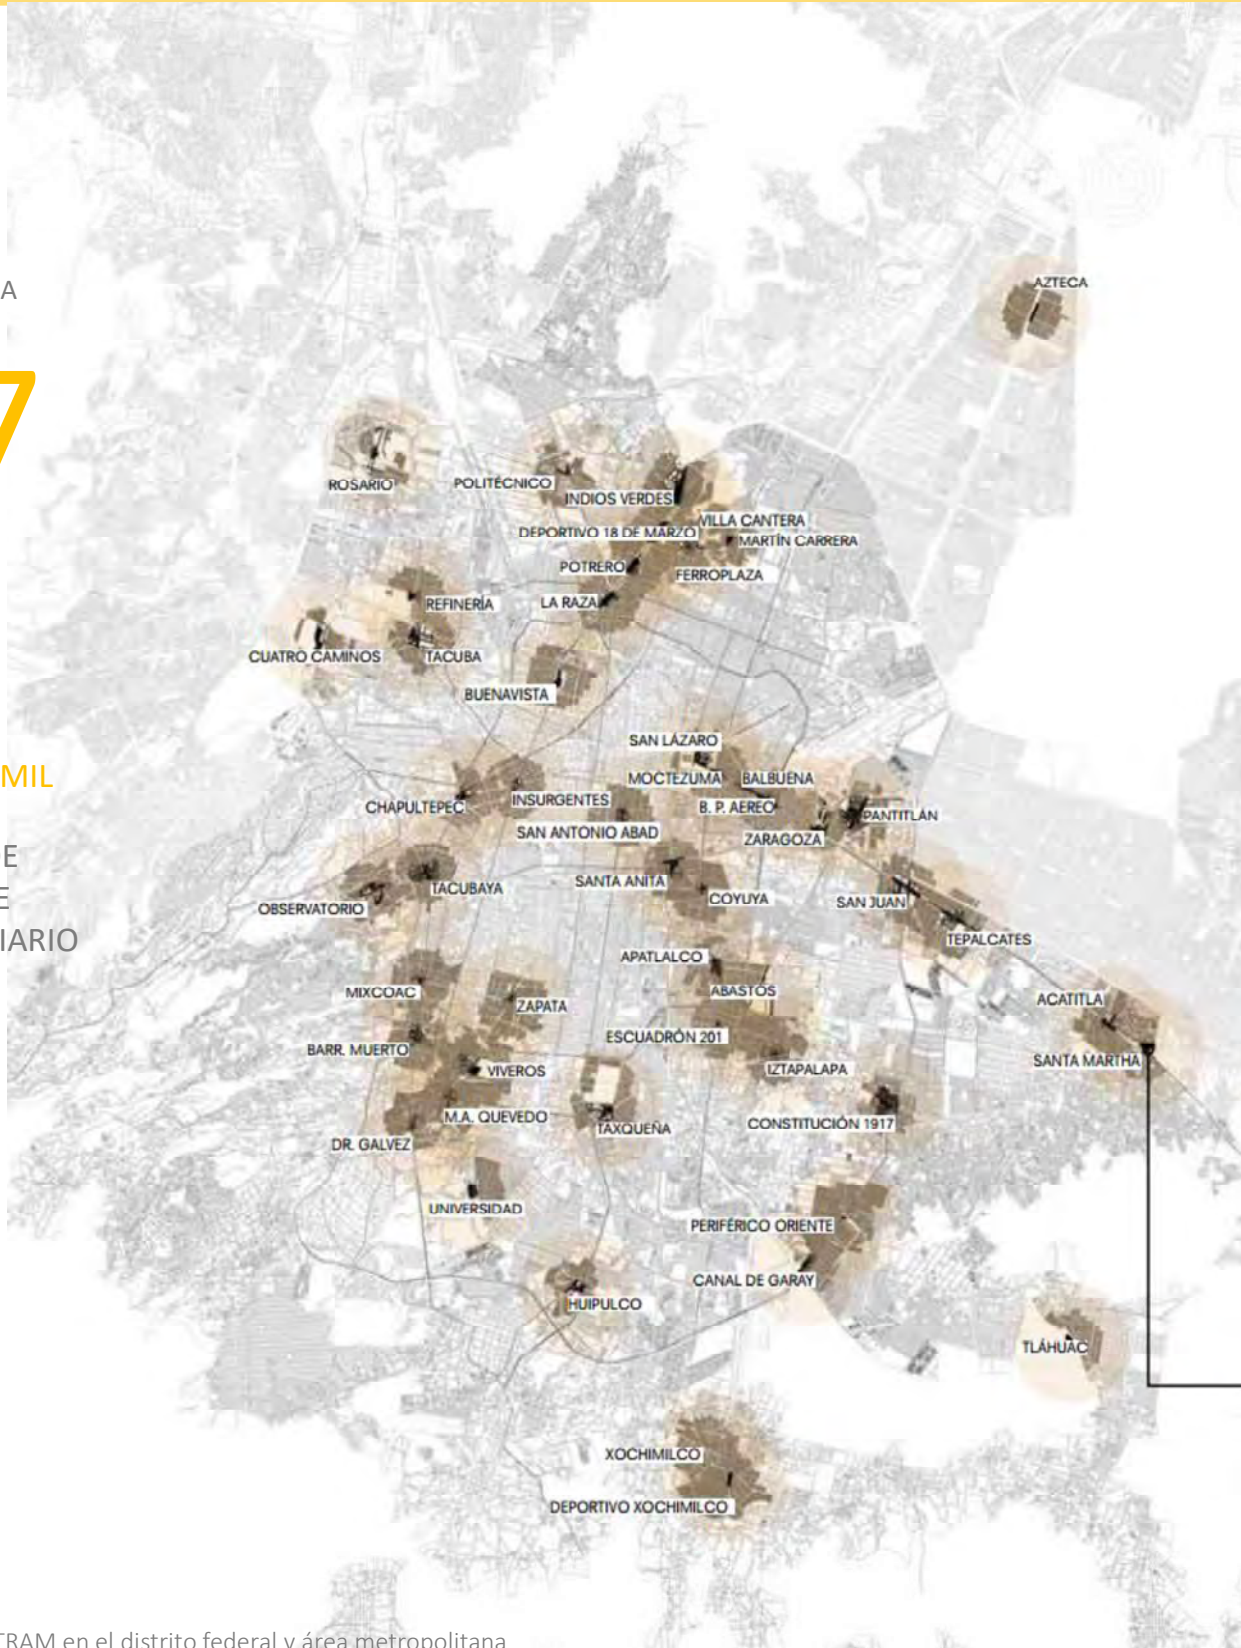 A
AZTECA
7
ROSARIO
POLITÉCNICO
INDIOS VERDES
VILLA CANTERA
DEPORTIVO 18 DE MARZO
MARTÍN CARRERA
POTRERO
FERROPLAZA
REFINERÍA
LA RAZA
CUATRO CAMINOS
TACUBA
BUENAVISTA
SAN LÁZARO
MIL
MOCTEZUMA
BALBUENA
CHAPULTEPEC
INSURGENTES
B. P. AEREO
PANTITLÁN
SAN ANTONIO ABAD
ZARAGOZA
E
TACUBAYA
SANTA ANITA
COYUYA
SAN JUAN
E
OBSERVATORIO
IARIO
TEPALCATES
APATLALCO
MIXCOAC
ABASTOS
ACATITLA
ZAPATA
ESCUADRÓN 201
BARR. MUERTO
SANTA MARTHA
VIVEROS
IZTAPALAPA
M.A. QUEVEDO
TAXQUEÑA
CONSTITUCIÓN 1917
DR. GALVEZ
UNIVERSIDAD
PERIFÉRICO ORIENTE
CANAL DE GARAY
HUIPULCO
TLÁHUAC
XOCHIMILCO
DEPORTIVO XOCHIMILCO
TRAM en el distrito federal y área metropolitana